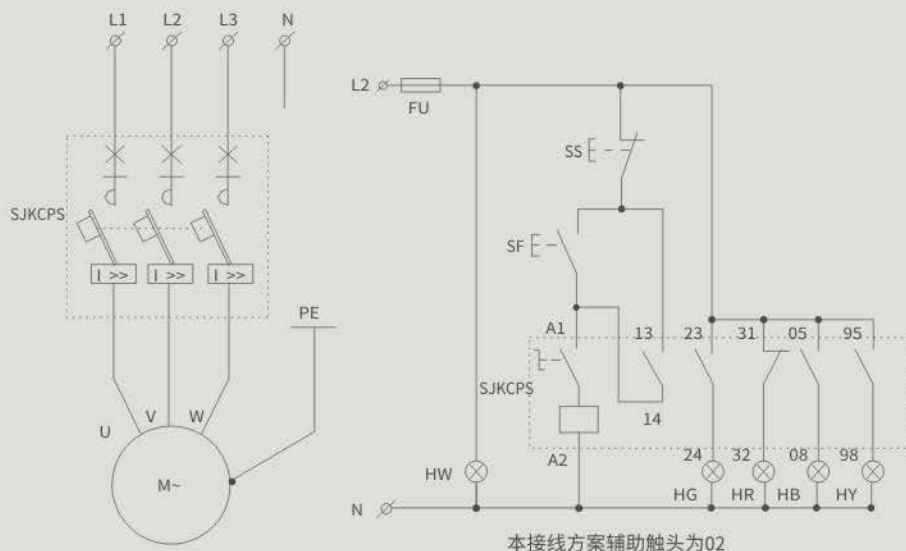 L1 L2 L3 N
L2
FU
SS
SJKCPS
SF
I >> I >> I >>
PE
A1 13 23 31 05 95
SJKCPS
14
U V W
A2 24 32 08 98
HW
M~
HG HR HB HY
N
本接线方案辅助触头为02